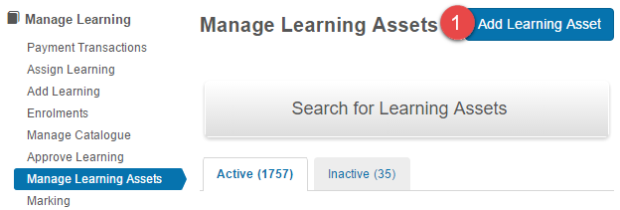 Manage Learning
Payment Transactions
Assign Learning
Add Learning
Enrolments
Manage Catalogue
Approve Learning
Manage Learning Assets
Marking
Manage Learning Assets 1 Add Learning Asset
Search for Learning Assets
Active (1757) Inactive (35)